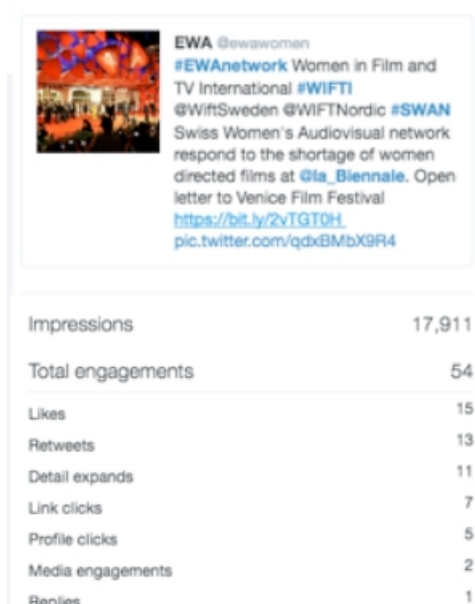 EWA @ewawomen
#EWAnetwork Women in Film and
TV International #WIFTI
@WiftSweden @WIFTNordic #SWAN
Swiss Women's Audiovisual network
respond to the shortage of women
directed films at @la_Biennale. Open
letter to Venice Film Festival
https://bit.ly/2vTGT0H
pic.twitter.com/qdxBMbX9R4
Impressions 17,911
Total engagements 54
Likes 15
Retweets 13
Detail expands 11
Link clicks 7
Profile clicks 5
Media engagements 2
Replies 1